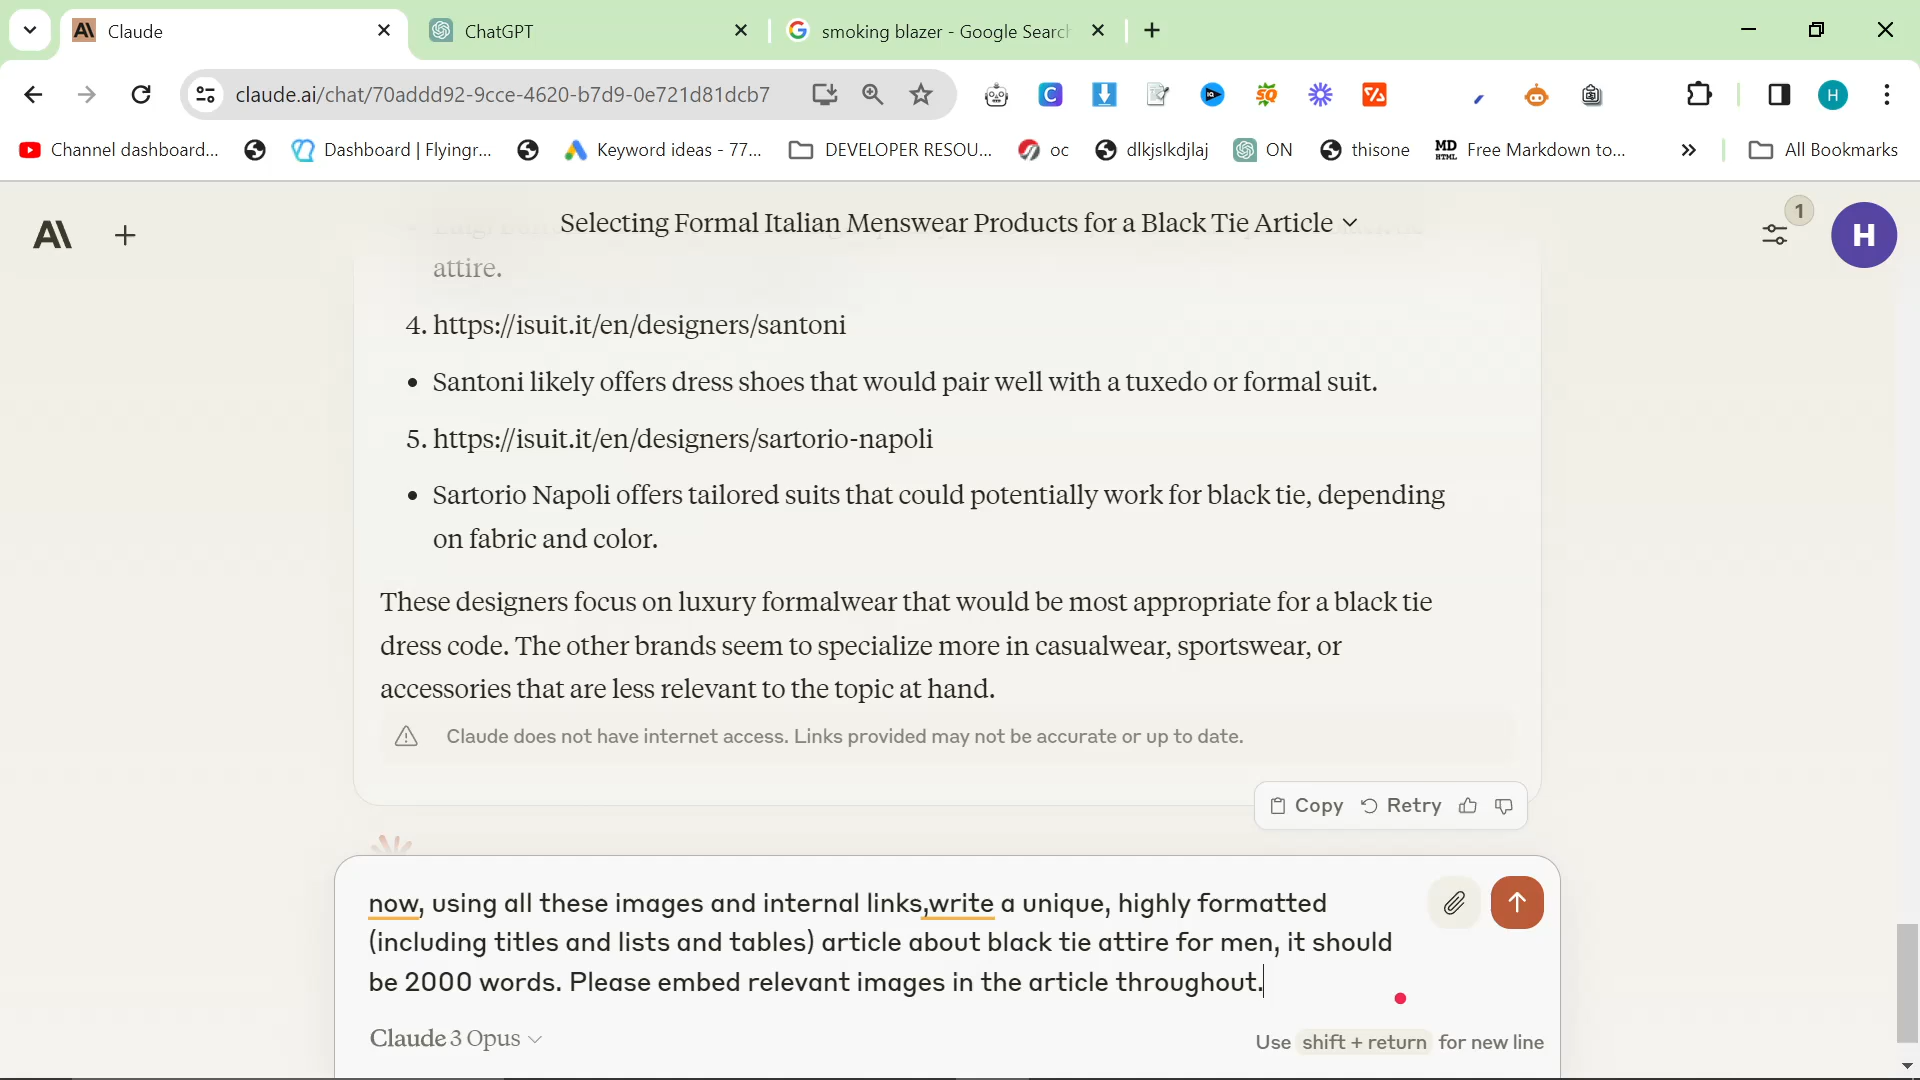 Claude
ChatGPT
smoking blazer - Google Search
claude.ai/chat/70addd92-9cce-4620-b7d9-0e721d81dcb7
Channel dashboard...
Dashboard | Flyingr...
Keyword ideas - 77...
DEVELOPER RESOU...
oc
dlkjslkdjlaj
ON
thisone
MD
HTML
Free Markdown to...
»
All Bookmarks
H
A\
Selecting Formal Italian Menswear Products for a Black Tie Article
1
H
attire.
4. https://isuit.it/en/designers/santoni
• Santoni likely offers dress shoes that would pair well with a tuxedo or formal suit.
5. https://isuit.it/en/designers/sartorio-napoli
• Sartorio Napoli offers tailored suits that could potentially work for black tie, depending
on fabric and color.
These designers focus on luxury formalwear that would be most appropriate for a black tie
dress code. The other brands seem to specialize more in casualwear, sportswear, or
accessories that are less relevant to the topic at hand.
Claude does not have internet access. Links provided may not be accurate or up to date.
Copy
Retry
now, using all these images and internal links,write a unique, highly formatted
(including titles and lists and tables) article about black tie attire for men, it should
be 2000 words. Please embed relevant images in the article throughout.
Claude 3 Opus
Use shift + return for new line